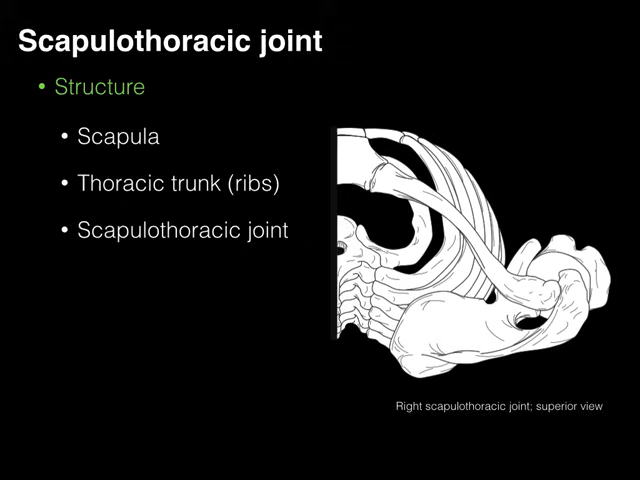 Scapulothoracic joint
• Structure
• Scapula
• Thoracic trunk (ribs)
• Scapulothoracic joint
Right scapulothoracic joint; superior view